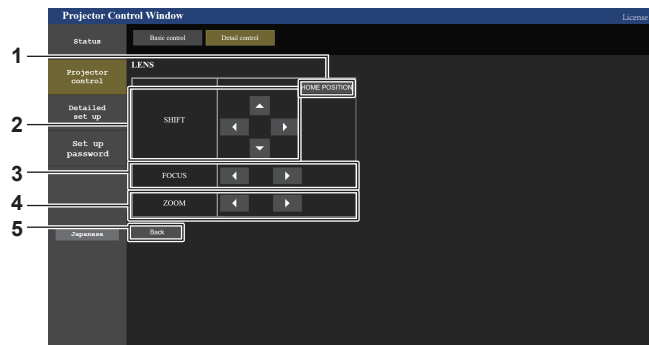 Projector Control Window
License
Status
Basic control
Detail control
1
LENS
Projector
control
HOME POSITION
Detailed
set up
2
SHIFT
Set up
password
3
FOCUS
4
ZOOM
5
Japanese
Back